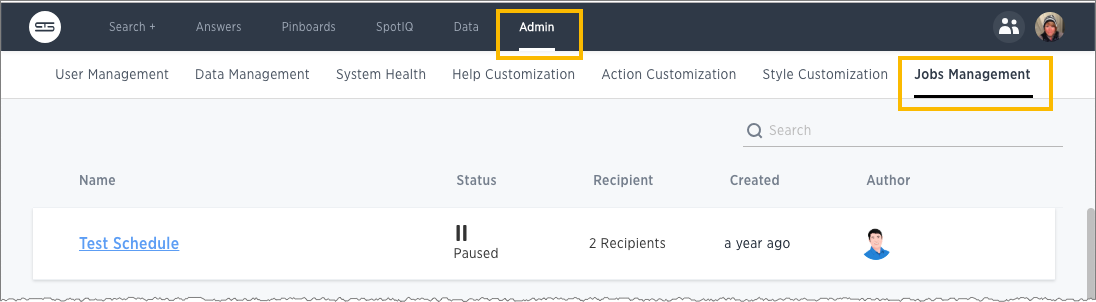 Search + Answers Pinboards SpotIQ Data Admin
User Management Data Management System Health Help Customization Action Customization Style Customization Jobs Management
Search
Name Status Recipient Created Author
Test Schedule Paused 2 Recipients a year ago